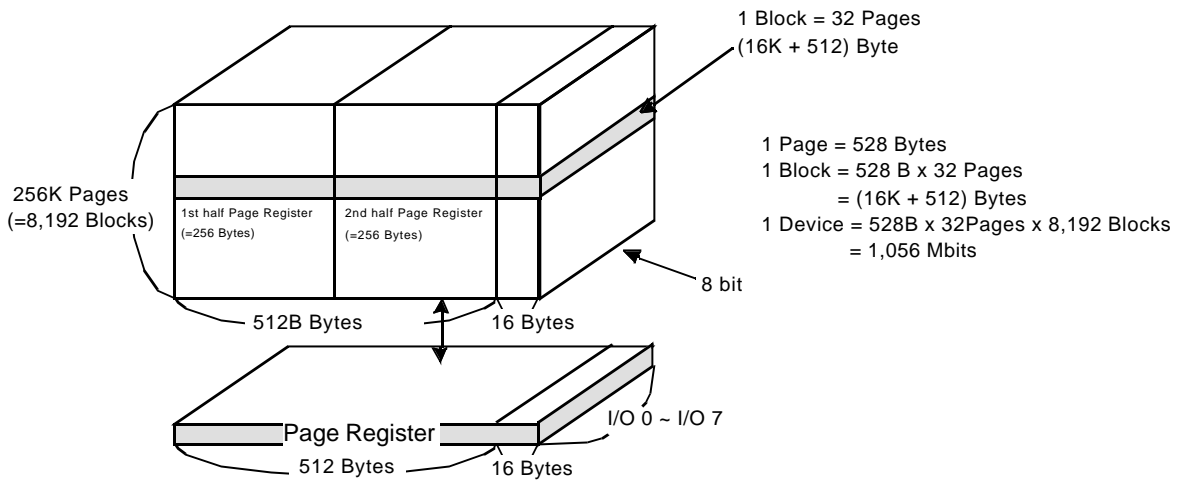 1 Block = 32 Pages
(16K + 512) Byte
1 Page = 528 Bytes
1 Block = 528 B x 32 Pages
= (16K + 512) Bytes
1 Device = 528B x 32Pages x 8,192 Blocks
= 1,056 Mbits
256K Pages
(=8,192 Blocks)
1st half Page Register
(=256 Bytes)
2nd half Page Register
(=256 Bytes)
8 bit
512B Bytes
16 Bytes
Page Register
I/O 0 ~ I/O 7
512 Bytes
16 Bytes